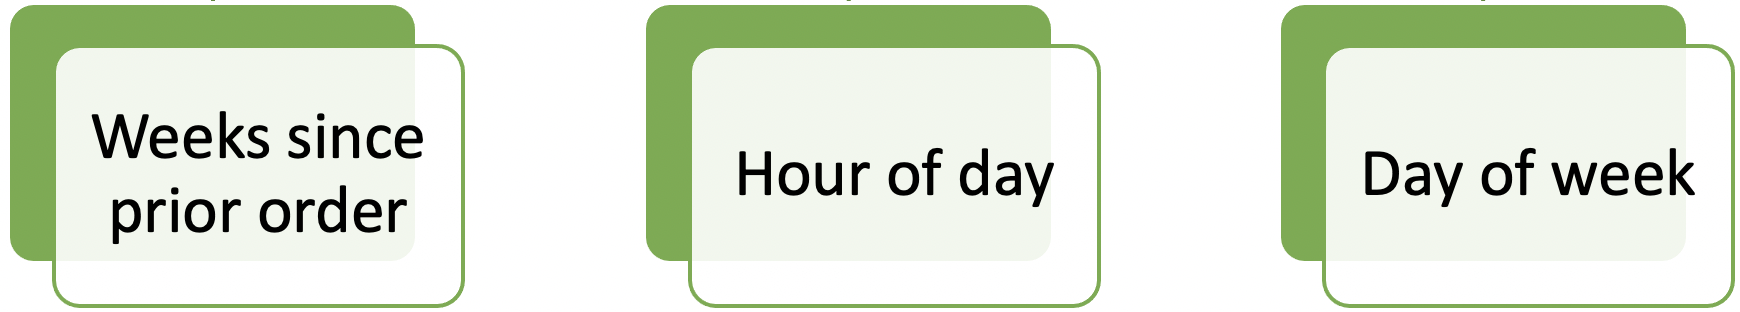 Weeks since
prior order
Hour of day
Day of week